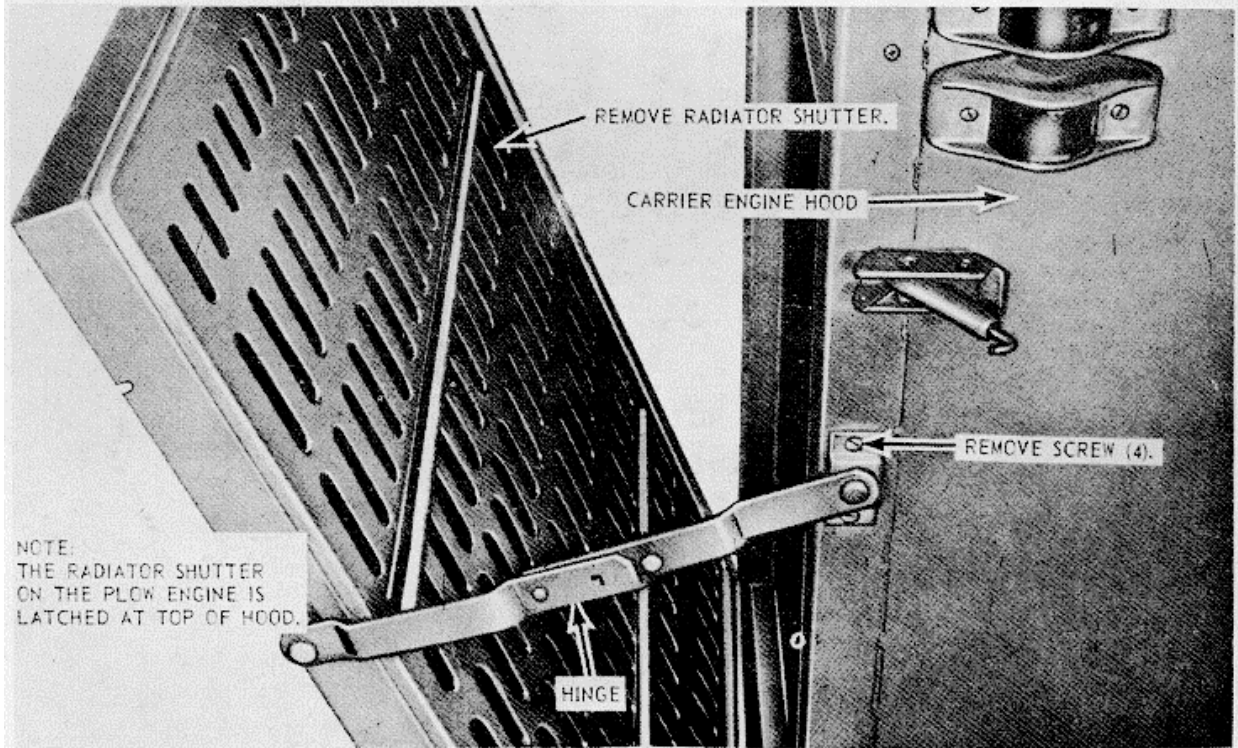 REMOVE RADIATOR SHUTTER.
CARRIER ENGINE HOOD
REMOVE SCREW (4).
NOTE:
THE RADIATOR SHUTTER
ON THE PLOW ENGINE IS
LATCHED AT TOP OF HOOD.
HINGE